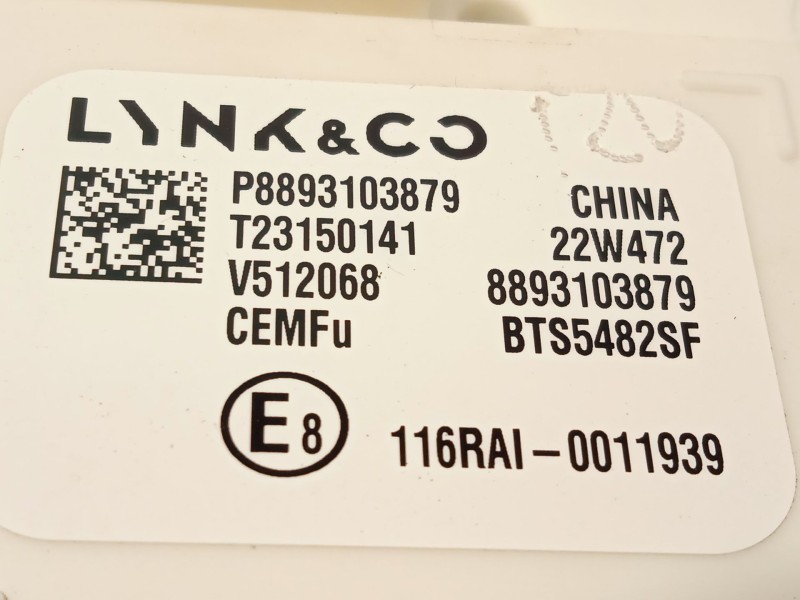 LYNK&CO
P8893103879
T23150141
V512068
CEMFu
CHINA
22W472
8893103879
BTS5482SF
E8
116RAI-0011939